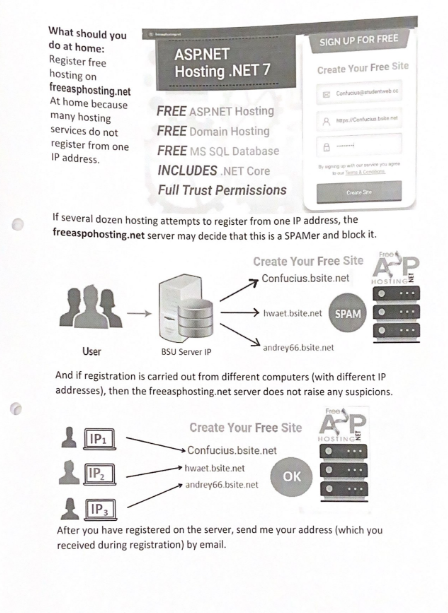 What should you
do at home:
Register free
hosting on
freeasphosting.net
At home because
many hosting
services do not
register from one
IP address.
ASP.NET
Hosting .NET 7
FREE ASP.NET Hosting
FREE Domain Hosting
FREE MS SQL Database
INCLUDES .NET Core
Full Trust Permissions
SIGN UP FOR FREE
Create Your Free Site
Confucius@studentweb.cc
https://Confucius.bsite.net
By signing up with our service you agree
to our Terms & Conditions.
Create Site
If several dozen hosting attempts to register from one IP address, the
freeaspohosting.net server may decide that this is a SPAMer and block it.
Create Your Free Site
Confucius.bsite.net
hwaet.bsite.net
andrey66.bsite.net
SPAM
Free
ASP
.NET
HOSTING
User
BSU Server IP
And if registration is carried out from different computers (with different IP
addresses), then the freeasphosting.net server does not raise any suspicions.
IP1
IP2
IP3
Create Your Free Site
Confucius.bsite.net
hwaet.bsite.net
andrey66.bsite.net
OK
Free
ASP
.NET
HOSTING
After you have registered on the server, send me your address (which you
received during registration) by email.